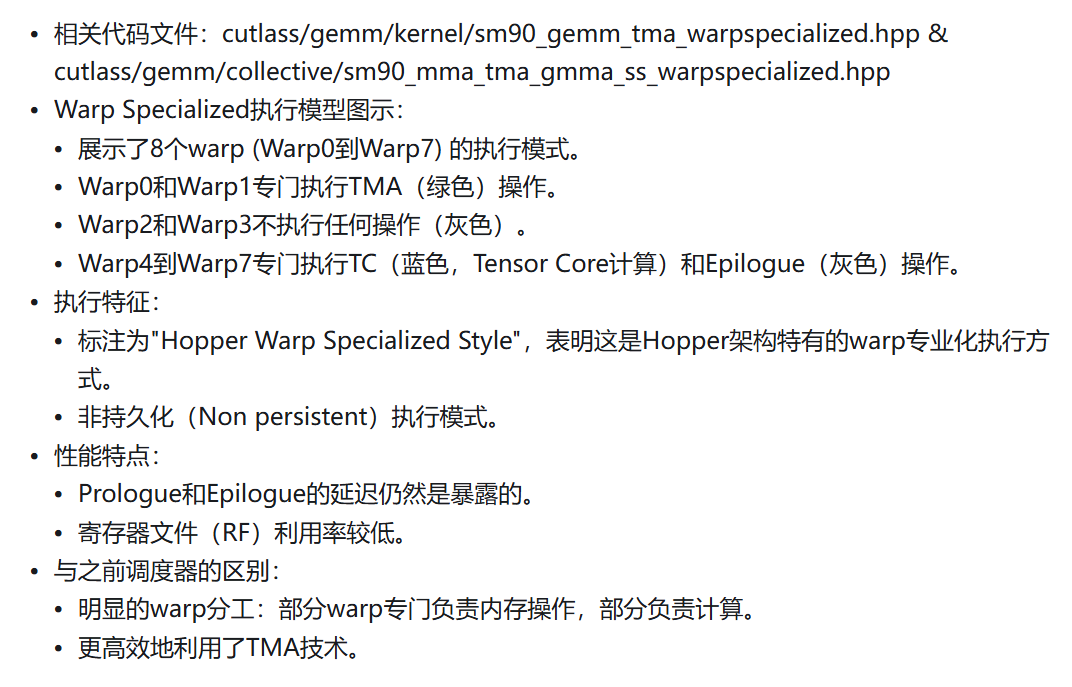 • 相关代码文件：cutlass/gemm/kernel/sm90_gemm_tma_warpspecialized.hpp &
cutlass/gemm/collective/sm90_mma_tma_gmma_ss_warpspecialized.hpp
• Warp Specialized执行模型图示：
• 展示了8个warp (Warp0到Warp7) 的执行模式。
• Warp0和Warp1专门执行TMA（绿色）操作。
• Warp2和Warp3不执行任何操作（灰色）。
• Warp4到Warp7专门执行TC（蓝色，Tensor Core计算）和Epilogue（灰色）操作。
• 执行特征：
• 标注为"Hopper Warp Specialized Style"，表明这是Hopper架构特有的warp专业化执行方
式。
• 非持久化（Non persistent）执行模式。
• 性能特点：
• Prologue和Epilogue的延迟仍然是暴露的。
• 寄存器文件（RF）利用率较低。
• 与之前调度器的区别：
• 明显的warp分工：部分warp专门负责内存操作，部分负责计算。
• 更高效地利用了TMA技术。